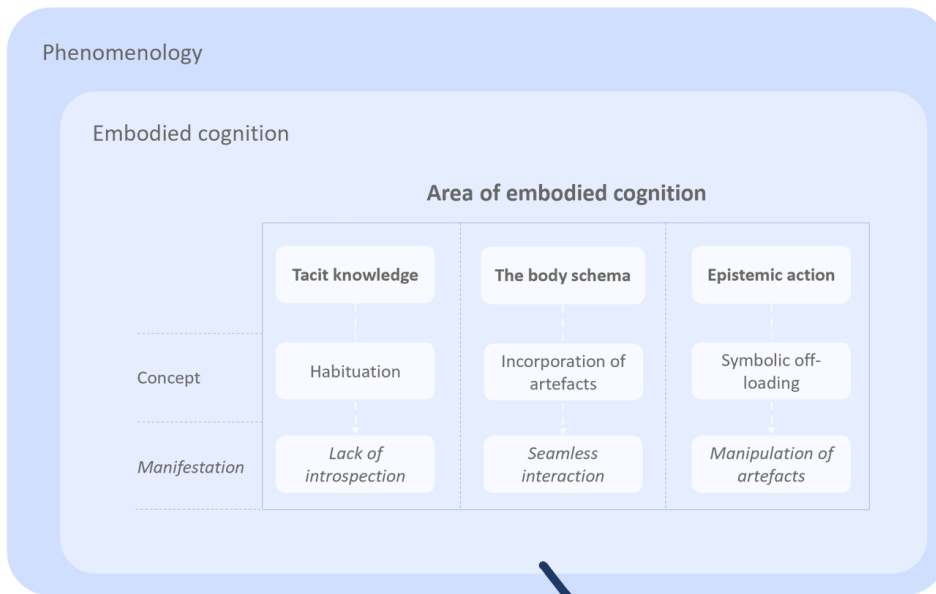 Phenomenology
Embodied cognition
Area of embodied cognition
Tacit knowledge
The body schema
Epistemic action
Concept
Habituation
Incorporation of
artefacts
Symbolic off-
loading
Manifestation
Lack of
introspection
Seamless
interaction
Manipulation of
artefacts